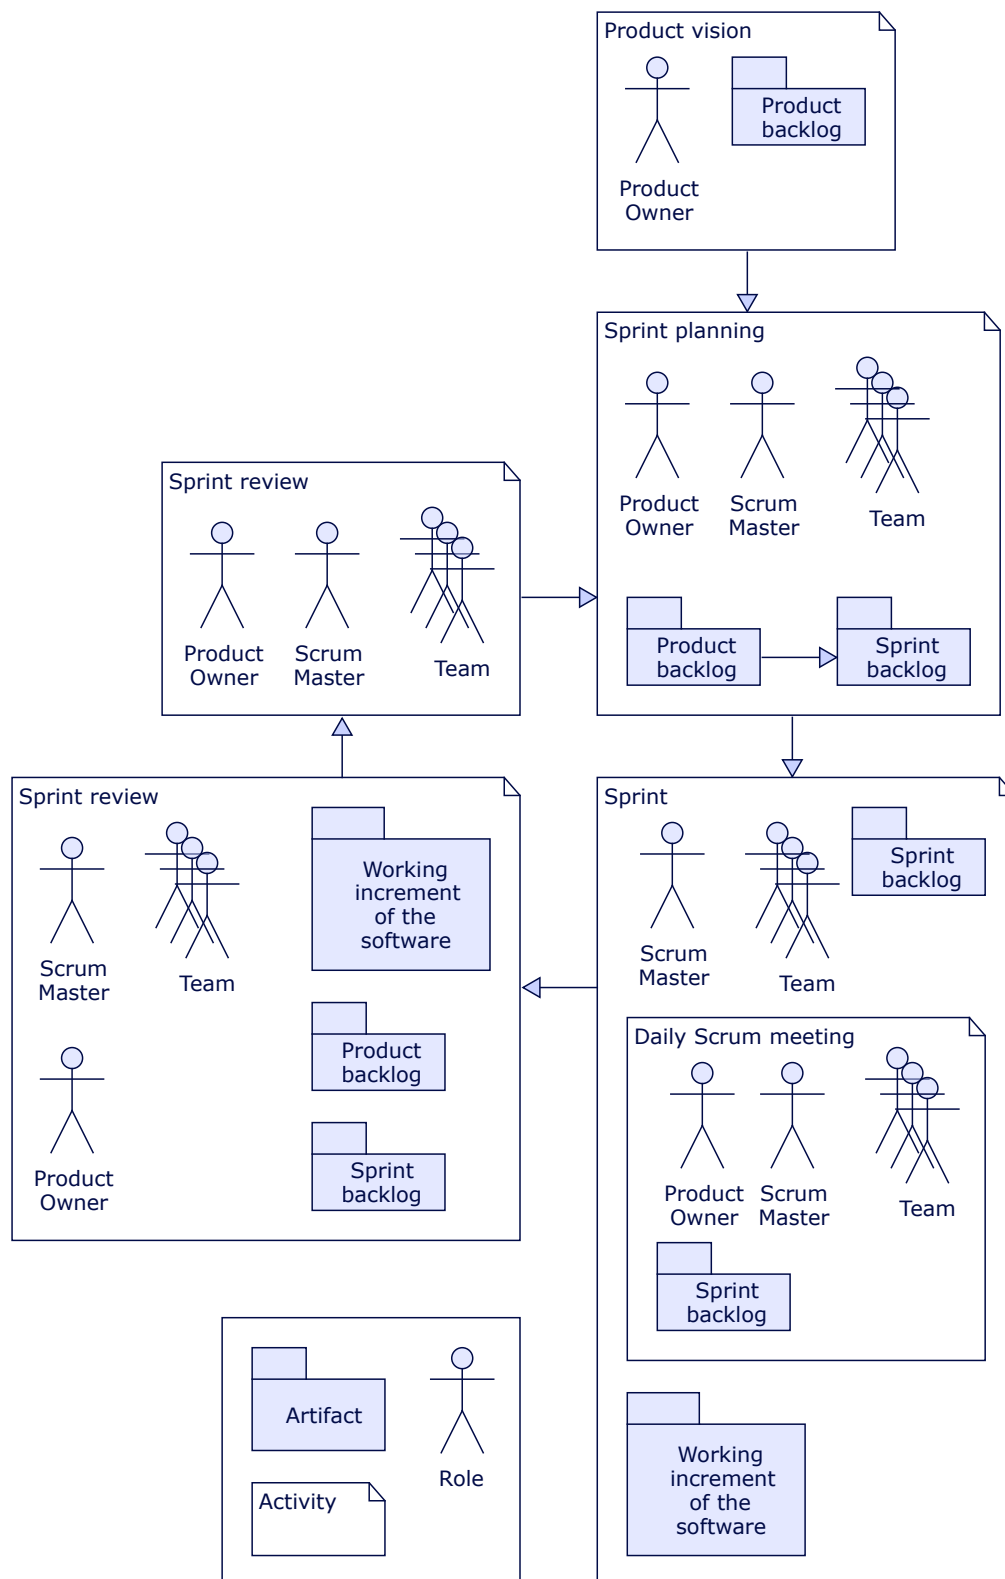 Product vision
Product
backlog
Product
Owner
Sprint planning
Product
Owner
Scrum
Master
Team
Product
backlog
Sprint
backlog
Sprint review
Product
Owner
Scrum
Master
Team
Sprint review
Scrum
Master
Team
Working
increment
of the
software
Product
backlog
Product
Owner
Sprint
backlog
Sprint
Scrum
Master
Team
Sprint
backlog
Daily Scrum meeting
Product
Owner
Scrum
Master
Team
Sprint
backlog
Working
increment
of the
software
Artifact
Role
Activity